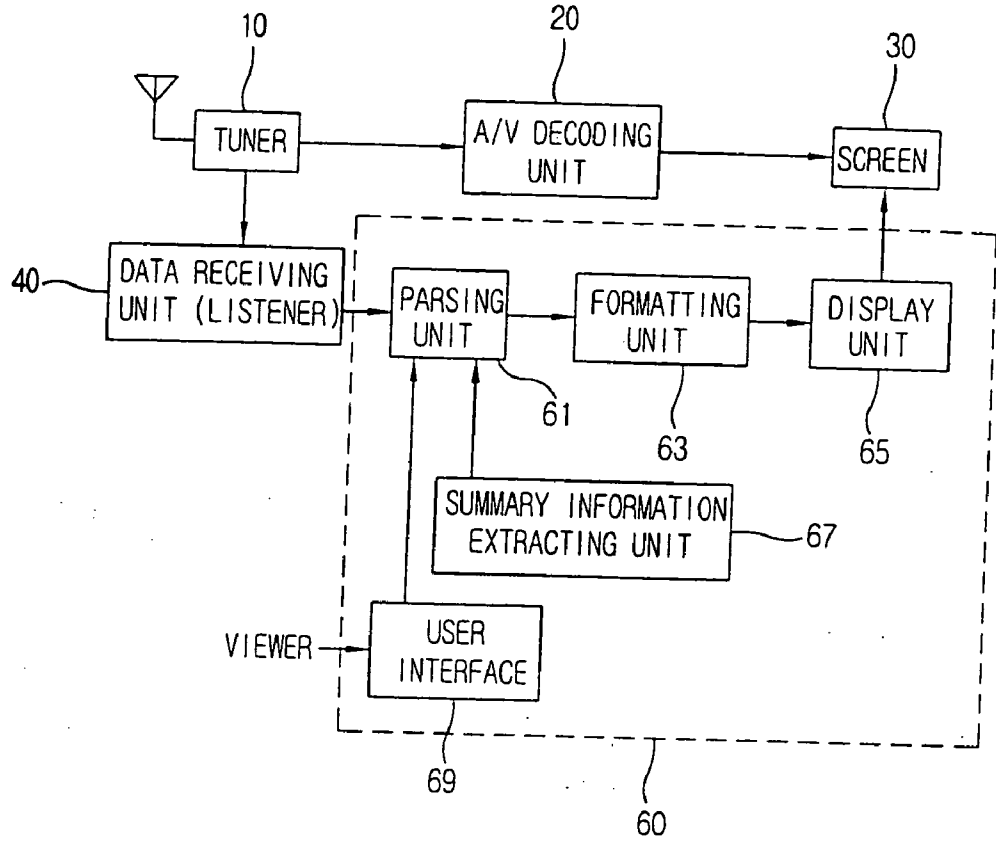 10
20
30
TUNER
A/V DECODING
UNIT
SCREEN
40
DATA RECEIVING
UNIT (LISTENER)
PARSING
UNIT
61
FORMATTING
UNIT
63
DISPLAY
UNIT
65
SUMMARY INFORMATION
EXTRACTING UNIT
67
VIEWER
USER
INTERFACE
69
60